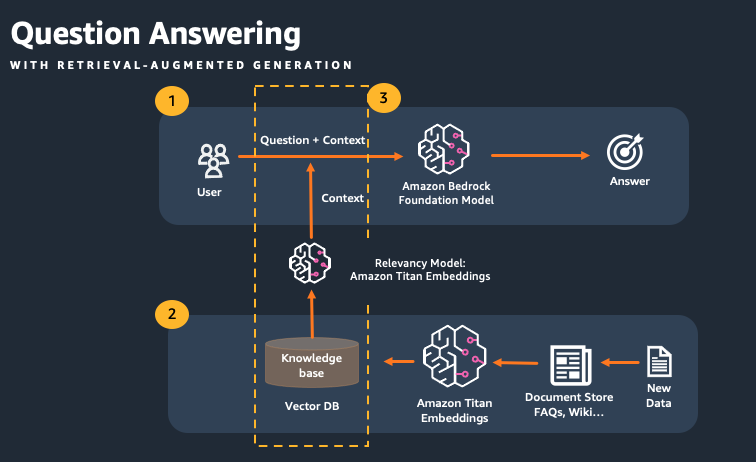 Question Answering
WITH RETRIEVAL-AUGMENTED GENERATION
1
3
Question + Context
User
Amazon Bedrock
Foundation Model
Answer
Context
Relevancy Model:
Amazon Titan Embeddings
2
Knowledge
base
Vector DB
Amazon Titan
Embeddings
Document Store
FAQs, Wiki...
New
Data